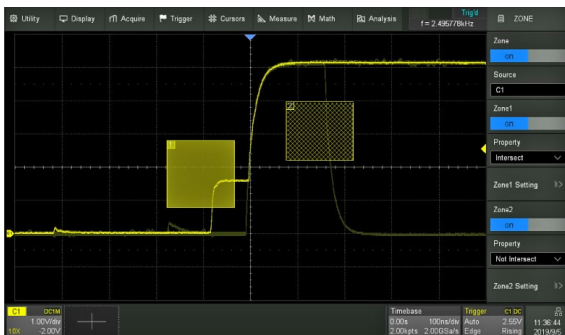 Utility
Display
Acquire
Trigger
Cursors
Measure
Math
Analysis
Trig'd
f = 2.495778kHz
ZONE
Zone
on
Source
C1
Zone1
on
Property
Intersect
Zone1 Setting
Zone2
on
Property
Not Intersect
Zone2 Setting
1
2
C1 DC1M
1.00V/div
10X -2.00V
Timebase
0.00s 100ns/div
2.00kpts 2.00GSa/s
Trigger C1 DC
Auto 2.55V
Edge Rising
11:36:44
2019/9/5